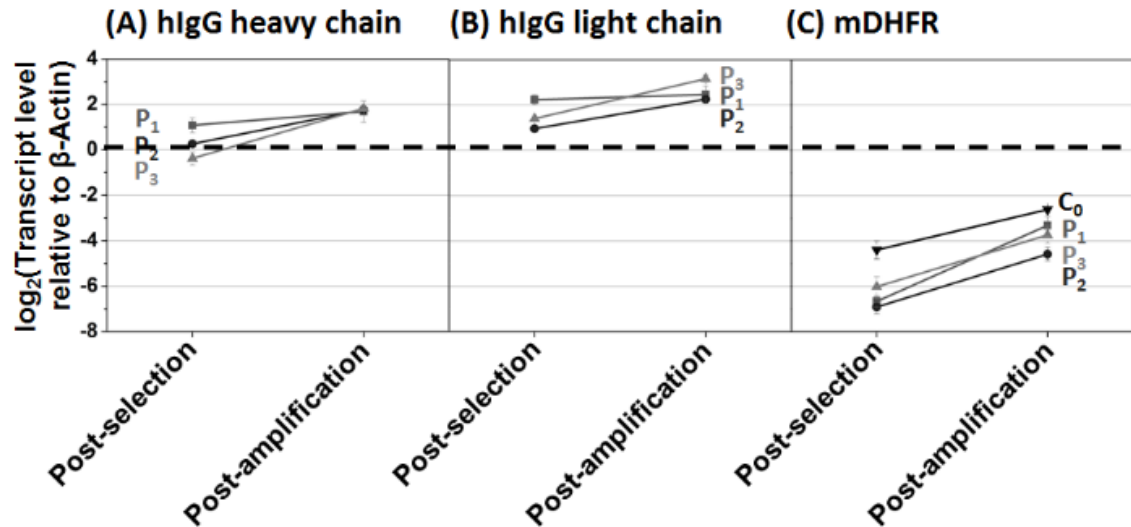 (A) hIgG heavy chain (B) hIgG light chain (C) mDHFR
log₂(Transcript level
relative to β-Actin)
4
2
0
-2
-4
-6
-8
P₁
P₂
P₃
P₃
P₁
P₂
C₀
P₁
P₃
P₂
Post-selection
Post-amplification
Post-selection
Post-amplification
Post-selection
Post-amplification